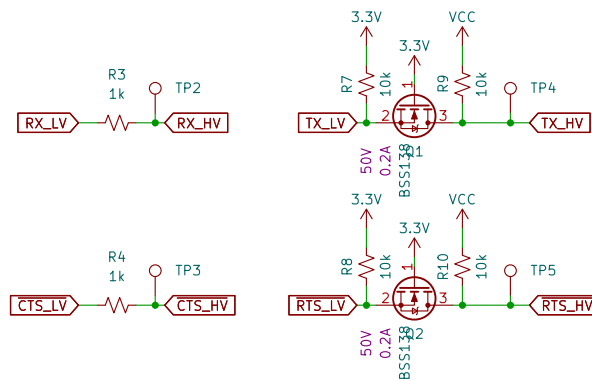 3.3V
VCC
3.3V
R3
1k
TP2
R7
10k
1
R9
10k
TP4
RX_LV
RX_HV
TX_LV
2
3
TX_HV
Q1
50V
0.2A
BSS138
3.3V
VCC
3.3V
R4
1k
TP3
R8
10k
1
R10
10k
TP5
CTS_LV
CTS_HV
RTS_LV
2
3
RTS_HV
Q2
50V
0.2A
BSS138